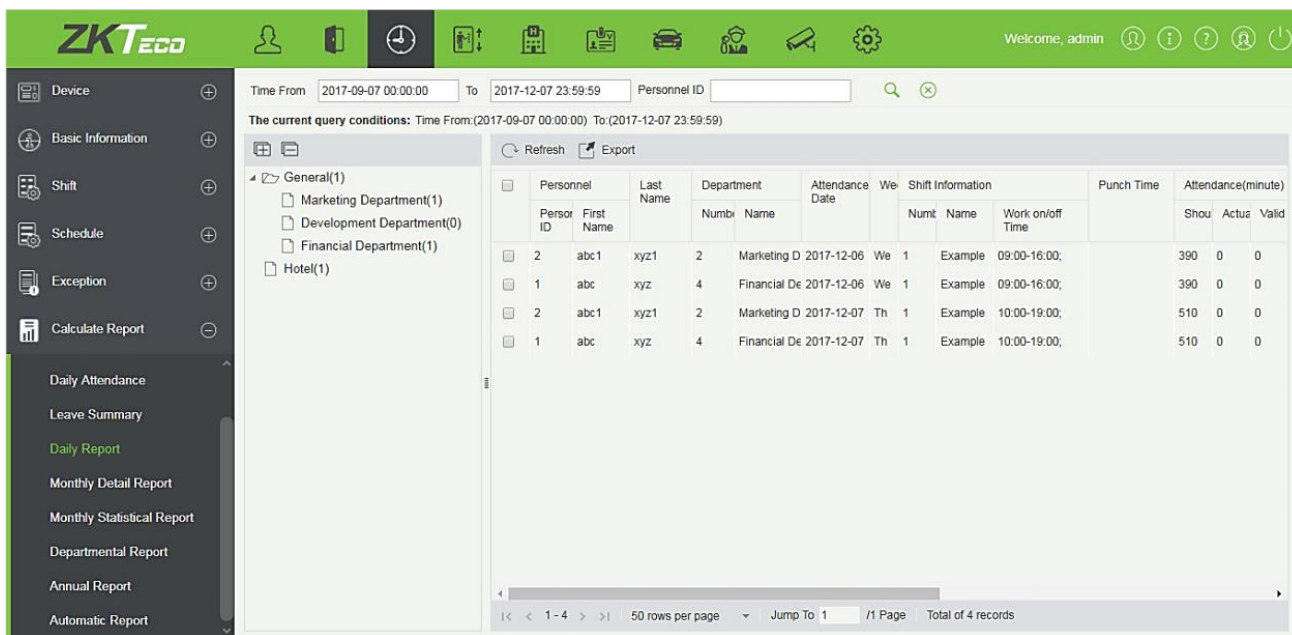 ZKTeco
Welcome, admin
Device
Basic Information
Shift
Schedule
Exception
Calculate Report
Daily Attendance
Leave Summary
Daily Report
Monthly Detail Report
Monthly Statistical Report
Departmental Report
Annual Report
Automatic Report
Time From 2017-09-07 00:00:00 To 2017-12-07 23:59:59 Personnel ID
The current query conditions: Time From:(2017-09-07 00:00:00) To:(2017-12-07 23:59:59)
General(1)
Marketing Department(1)
Development Department(0)
Financial Department(1)
Hotel(1)
Refresh Export
Personnel Last Name Department Attendance Date We Shift Information Punch Time Attendance(minute)
Person ID First Name Numbe Name Numb Name Work on/off Time Shou Actua Valid
2 abc1 xyz1 2 Marketing D 2017-12-06 We 1 Example 09:00-16:00; 390 0 0
1 abc xyz 4 Financial De 2017-12-06 We 1 Example 09:00-16:00; 390 0 0
2 abc1 xyz1 2 Marketing D 2017-12-07 Th 1 Example 10:00-19:00; 510 0 0
1 abc xyz 4 Financial De 2017-12-07 Th 1 Example 10:00-19:00; 510 0 0
1-4 50 rows per page Jump To 1 /1 Page Total of 4 records